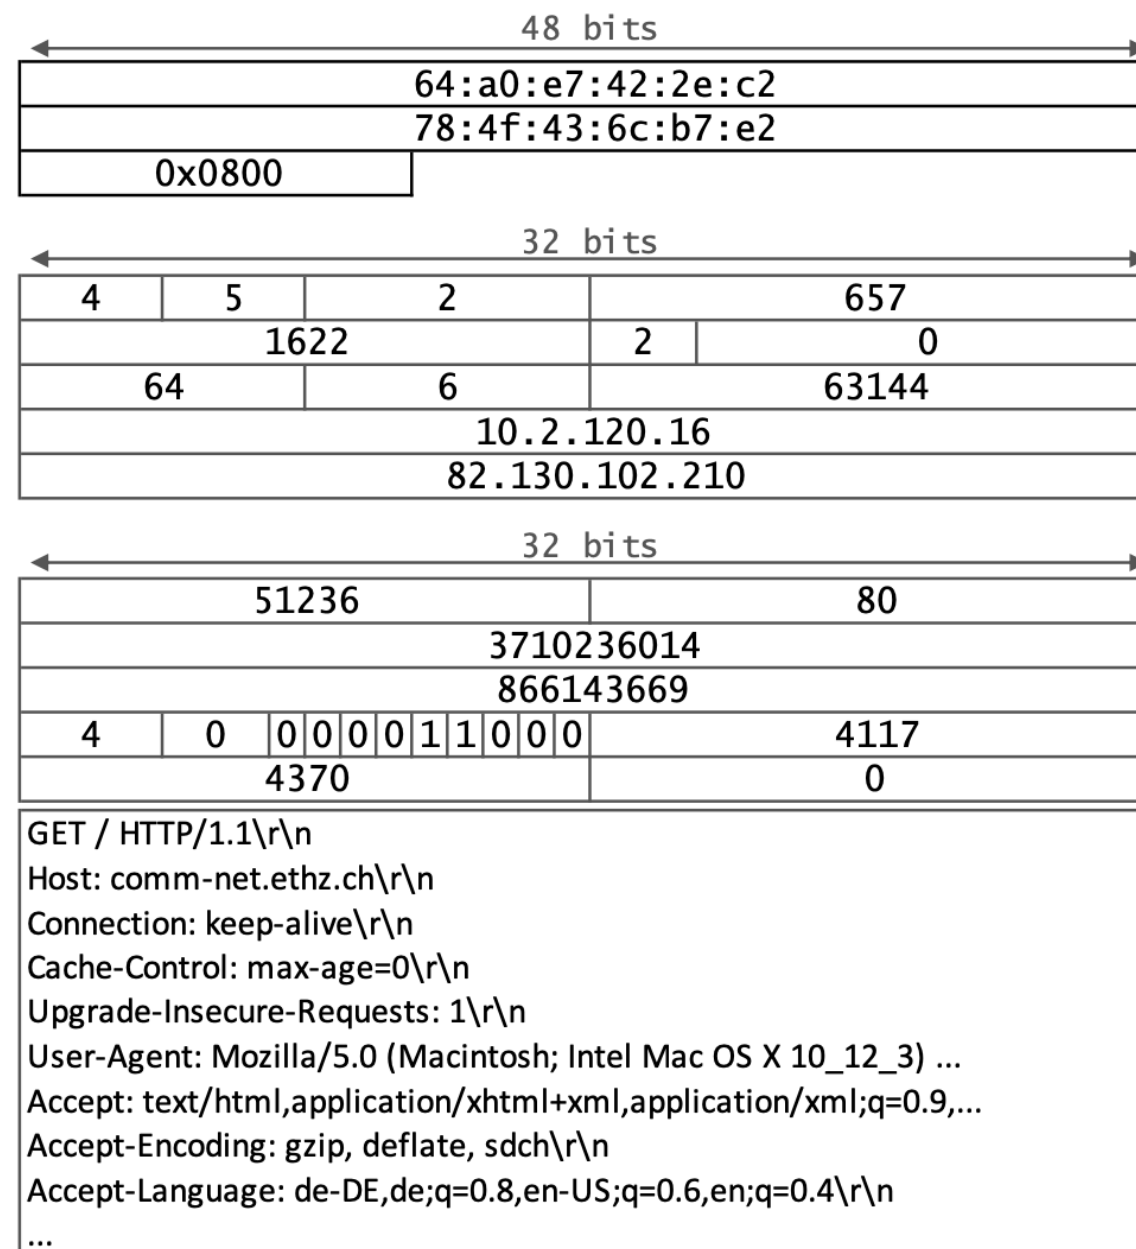 48 bits
64:a0:e7:42:2e:c2
78:4f:43:6c:b7:e2
0x0800
32 bits
4 5 2 657
1622 2 0
64 6 63144
10.2.120.16
82.130.102.210
32 bits
51236 80
3710236014
866143669
4 0 0 0 0 0 1 1 0 0 0 4117
4370 0
GET / HTTP/1.1\r\n
Host: comm-net.ethz.ch\r\n
Connection: keep-alive\r\n
Cache-Control: max-age=0\r\n
Upgrade-Insecure-Requests: 1\r\n
User-Agent: Mozilla/5.0 (Macintosh; Intel Mac OS X 10_12_3) ...
Accept: text/html,application/xhtml+xml,application/xml;q=0.9,...
Accept-Encoding: gzip, deflate, sdch\r\n
Accept-Language: de-DE,de;q=0.8,en-US;q=0.6,en;q=0.4\r\n
...